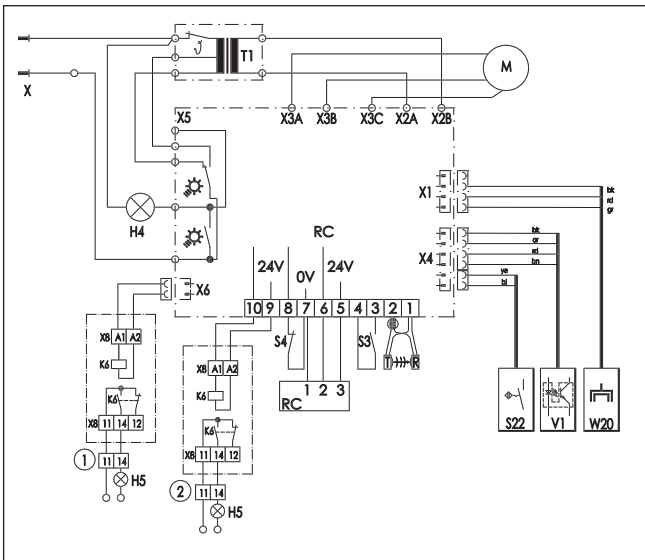 T1
M
X
X5
X3A X3B X3C X2A X2B
X1
bk
rd
gr
H4
RC
X4
bk
gr
rd
bn
ye
bl
24V 0V 24V
X6
10 9 8 7 6 5 4 3 2 1
S4
S3
X8 A1 A2
K6
X8 A1 A2
K6
1 2 3
RC
T R
K6
X8 11 14 12
K6
X8 11 14 12
S22 V1 W20
1 11 14
H5
2 11 14
H5